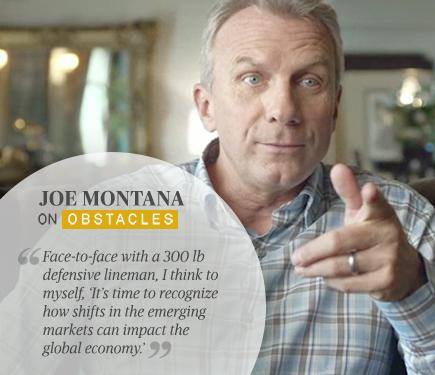 JOE MONTANA
ON OBSTACLES
“Face-to-face with a 300 lb
defensive lineman, I think to
myself, ‘It's time to recognize
how shifts in the emerging
markets can impact the
global economy.’”